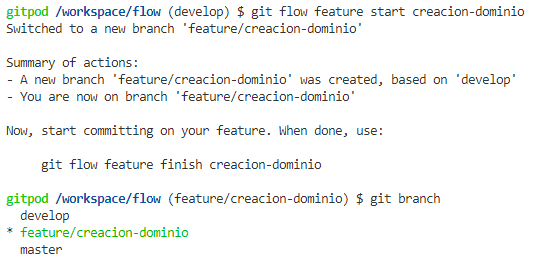 gitpod /workspace/flow (develop) $ git flow feature start creacion-dominio
Switched to a new branch 'feature/creacion-dominio'
Summary of actions:
- A new branch 'feature/creacion-dominio' was created, based on 'develop'
- You are now on branch 'feature/creacion-dominio'
Now, start committing on your feature. When done, use:
git flow feature finish creacion-dominio
gitpod /workspace/flow (feature/creacion-dominio) $ git branch
develop
* feature/creacion-dominio
master